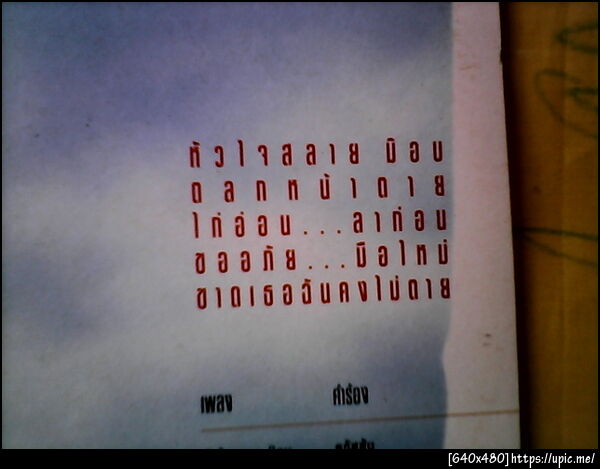 หัวใจสลาย มือบ
ตลกหน้าตาย
ไก่อ่อน...ลาก่อน
ขออภัย...มือใหม่
ขาดเธอฉันคงไม่ตาย
เพลง คำร้อง
[640x480]https://upic.me/